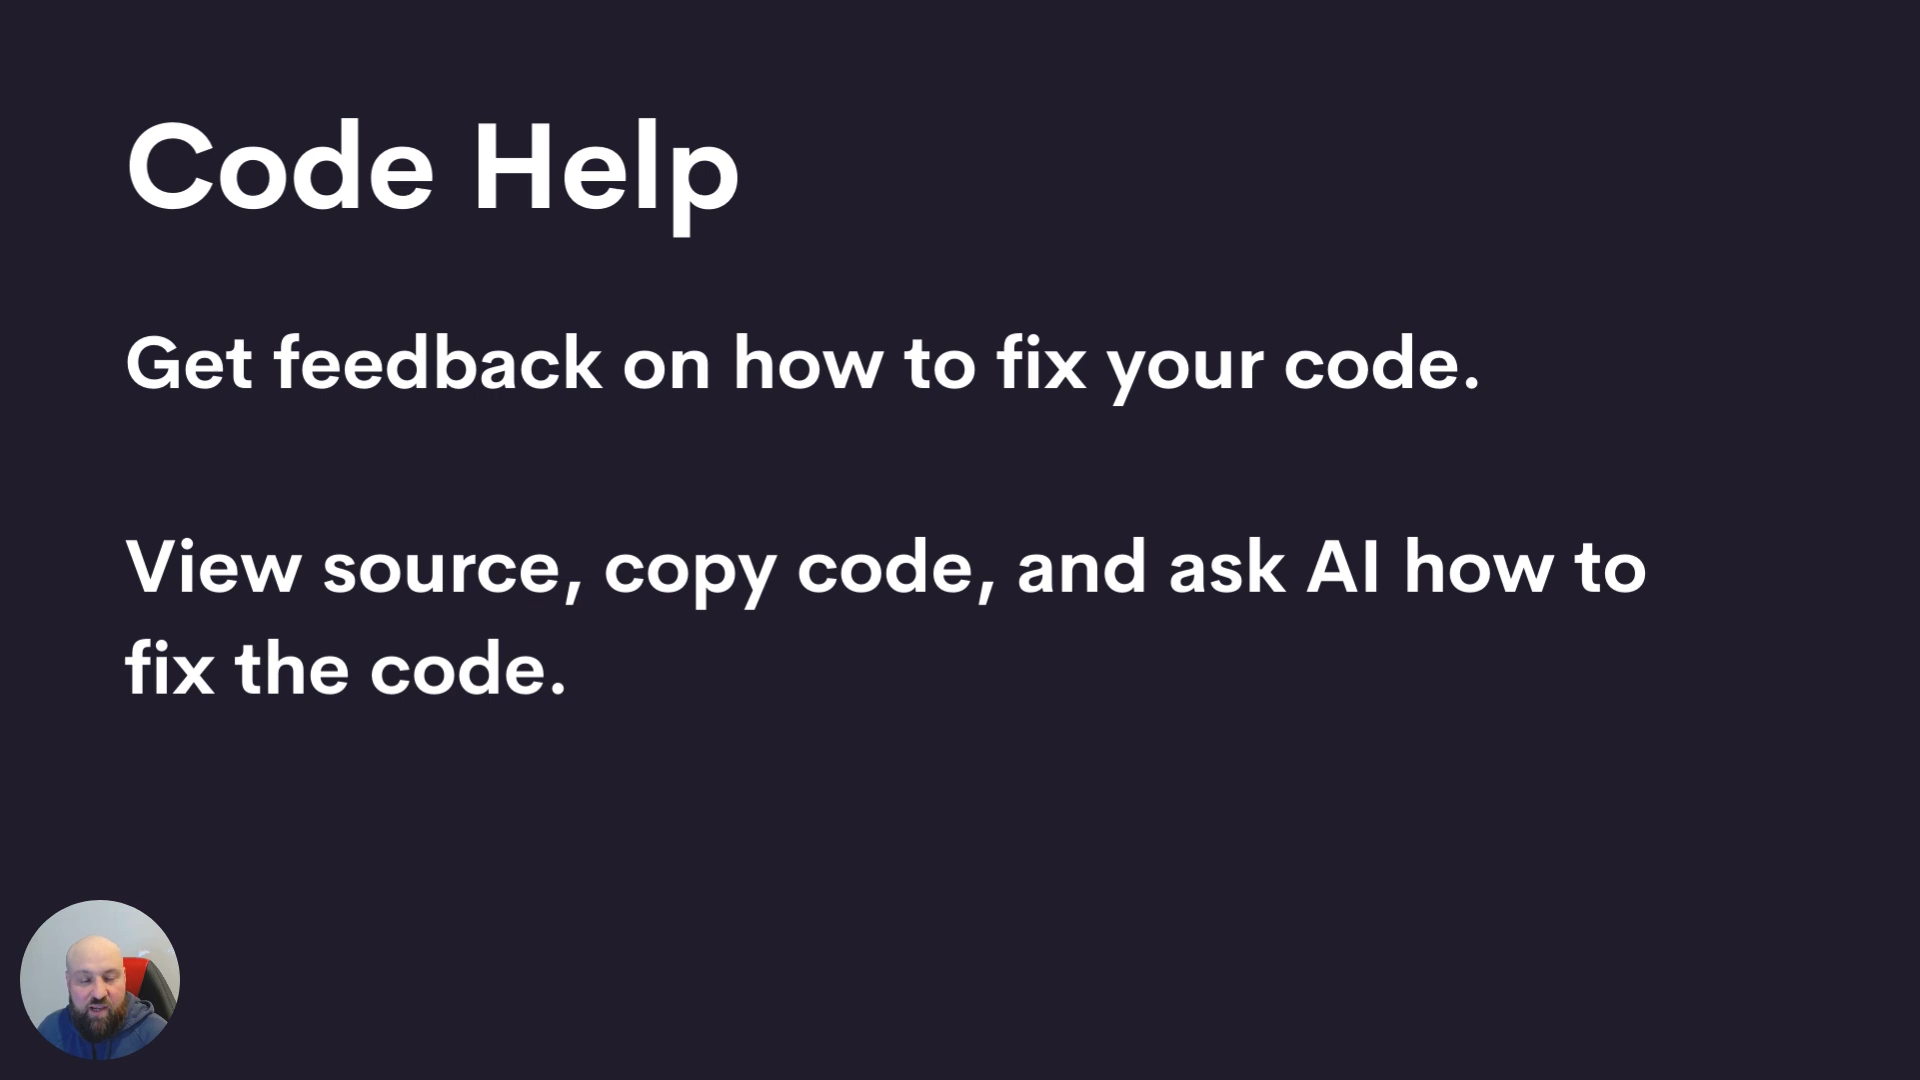 Code Help
Get feedback on how to fix your code.
View source, copy code, and ask AI how to
fix the code.